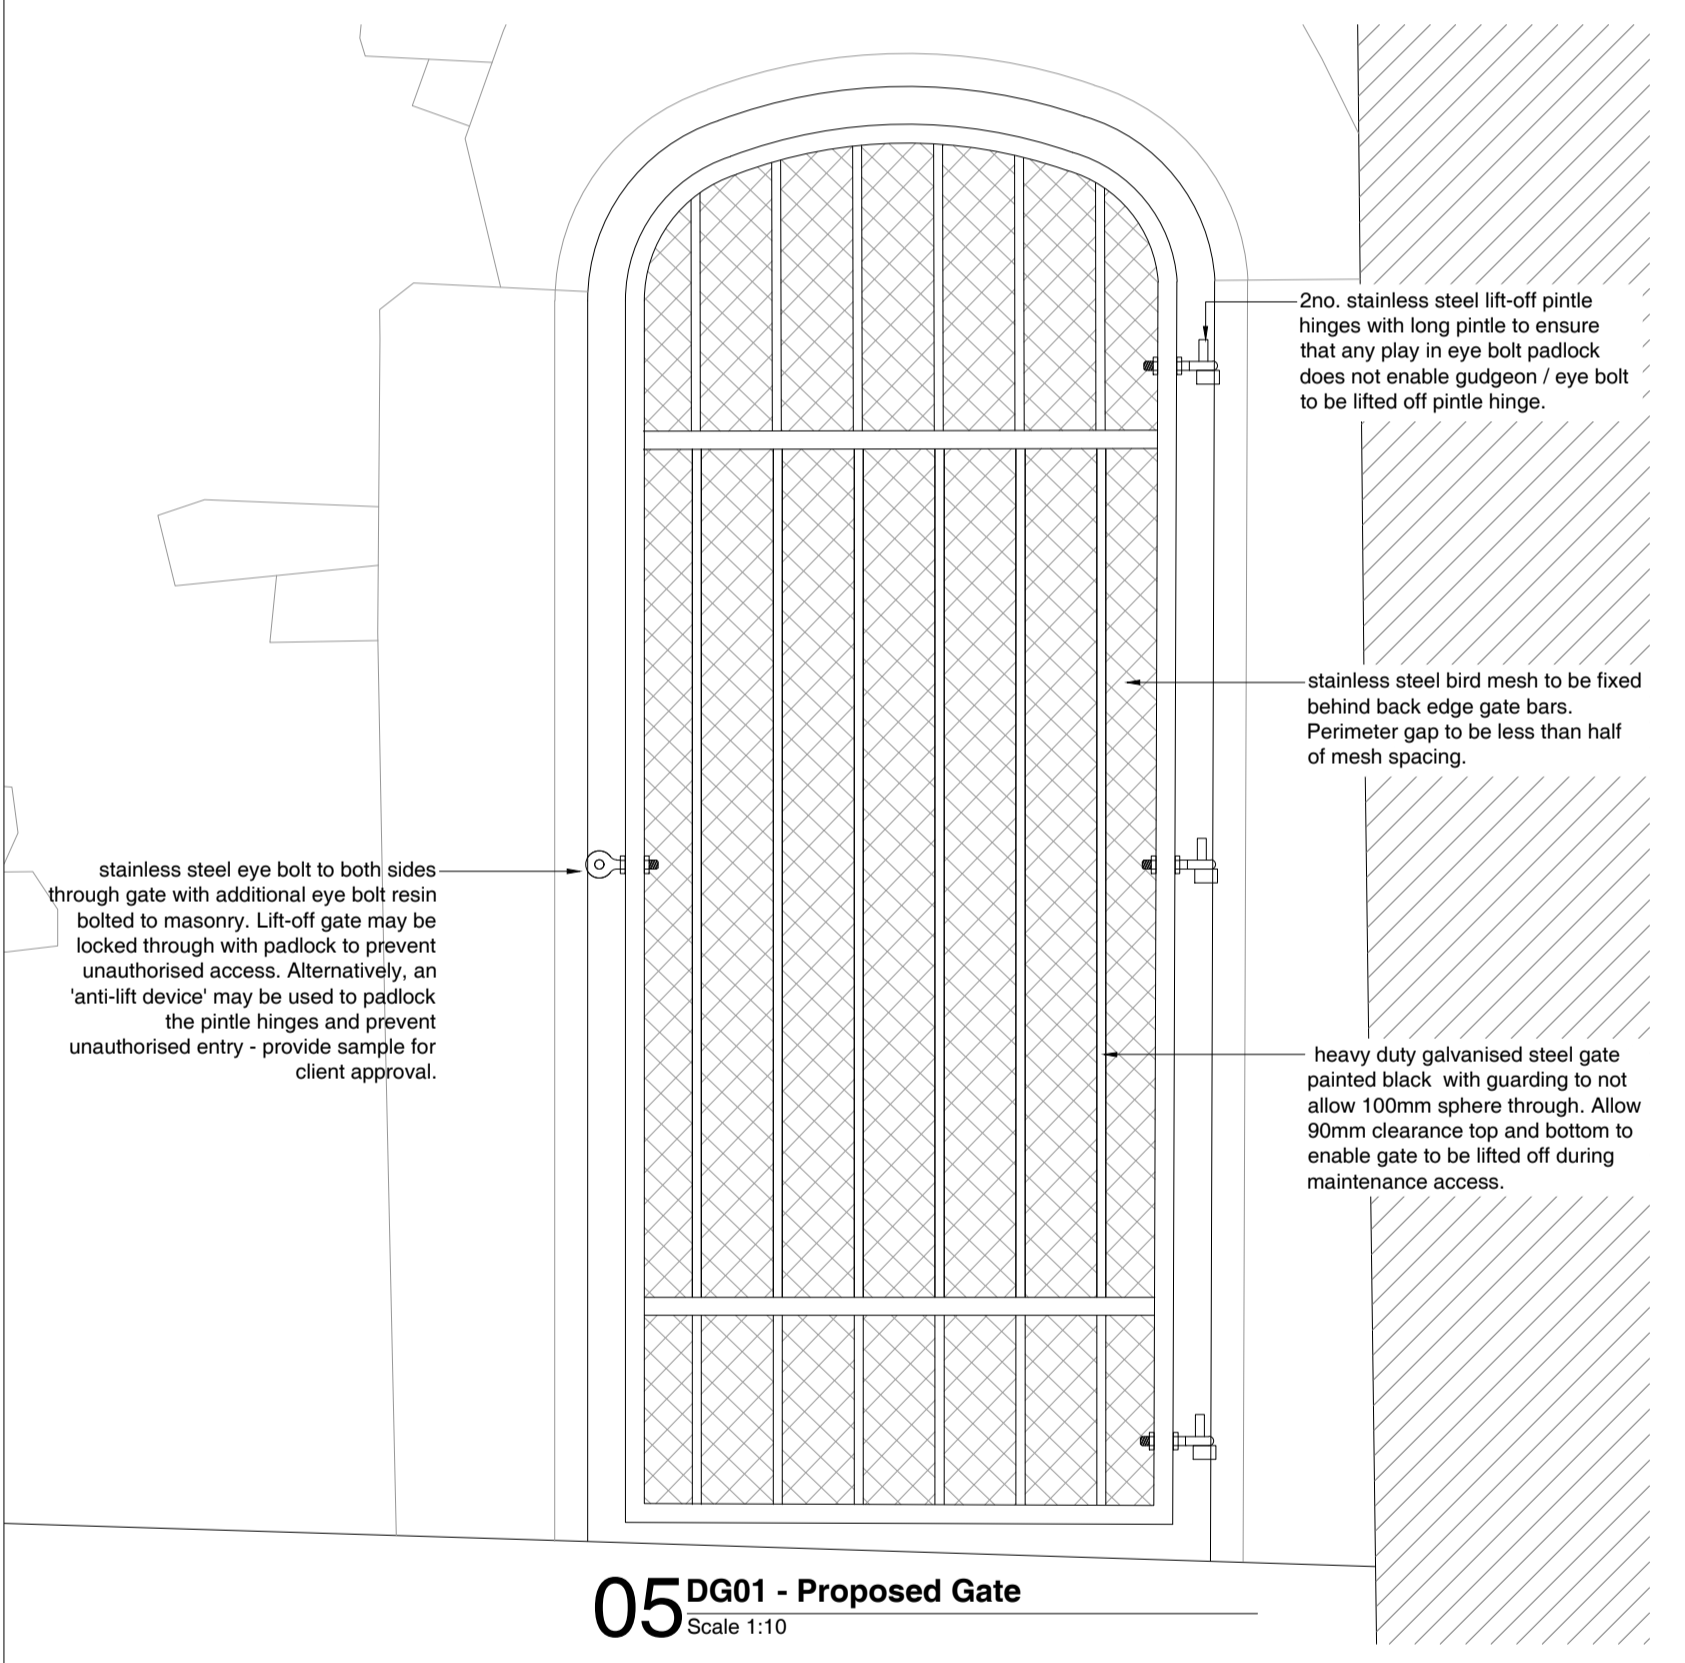 2no. stainless steel lift-off pintle
hinges with long pintle to ensure
that any play in eye bolt padlock
does not enable gudgeon / eye bolt
to be lifted off pintle hinge.
stainless steel bird mesh to be fixed
behind back edge gate bars.
Perimeter gap to be less than half
of mesh spacing.
stainless steel eye bolt to both sides
through gate with additional eye bolt resin
bolted to masonry. Lift-off gate may be
locked through with padlock to prevent
unauthorised access. Alternatively, an
'anti-lift device' may be used to padlock
the pintle hinges and prevent
unauthorised entry - provide sample for
client approval.
heavy duty galvanised steel gate
painted black  with guarding to not
allow 100mm sphere through. Allow
90mm clearance top and bottom to
enable gate to be lifted off during
maintenance access.
05 DG01 - Proposed Gate
Scale 1:10